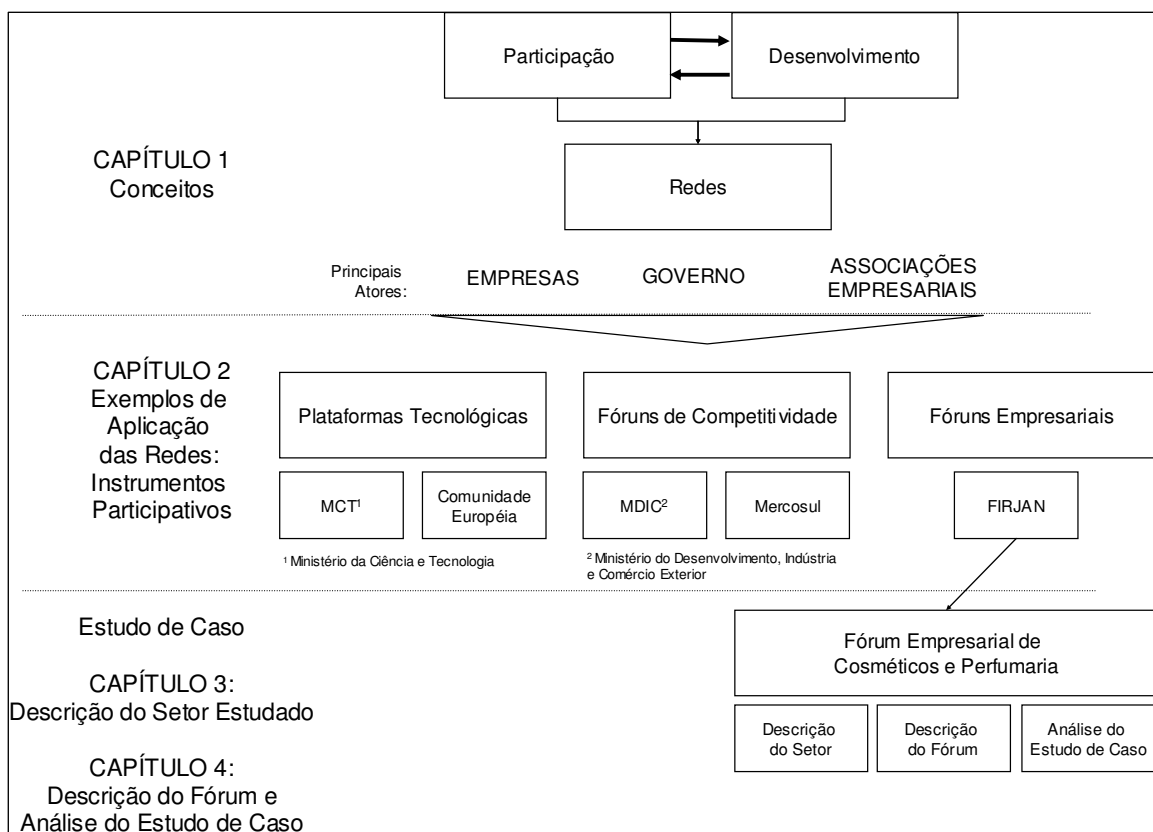 Participação
Desenvolvimento
CAPÍTULO 1
Conceitos
Redes
Principais
Atores:
EMPRESAS
GOVERNO
ASSOCIAÇÕES
EMPRESARIAIS
CAPÍTULO 2
Exemplos de
Aplicação
das Redes:
Instrumentos
Participativos
Plataformas Tecnológicas
Fóruns de Competitividade
Fóruns Empresariais
MCT¹
Comunidade
Européia
MDIC²
Mercosul
FIRJAN
¹ Ministério da Ciência e Tecnologia
² Ministério do Desenvolvimento, Indústria
e Comércio Exterior
Estudo de Caso
Fórum Empresarial de
Cosméticos e Perfumaria
CAPÍTULO 3:
Descrição do Setor Estudado
Descrição
do Setor
Descrição
do Fórum
Análise do
Estudo de Caso
CAPÍTULO 4:
Descrição do Fórum e
Análise do Estudo de Caso